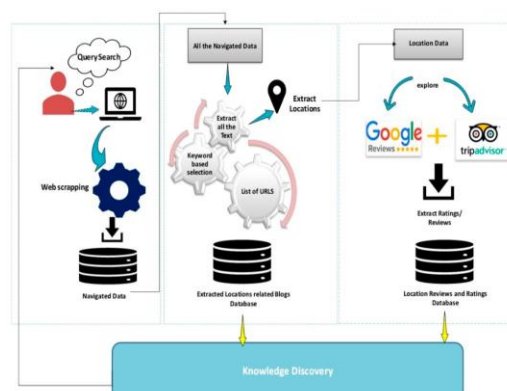 Query Search
Web scrapping
Navigated Data
All the Navigated Data
Extract
all the
Text
Keyword
based
selection
List of URLS
Extract
Locations
Extracted Locations related Blogs
Database
Location Data
explore
Google
Reviews
tripadvisor
Extract Ratings/
Reviews
Location Reviews and Ratings
Database
Knowledge Discovery